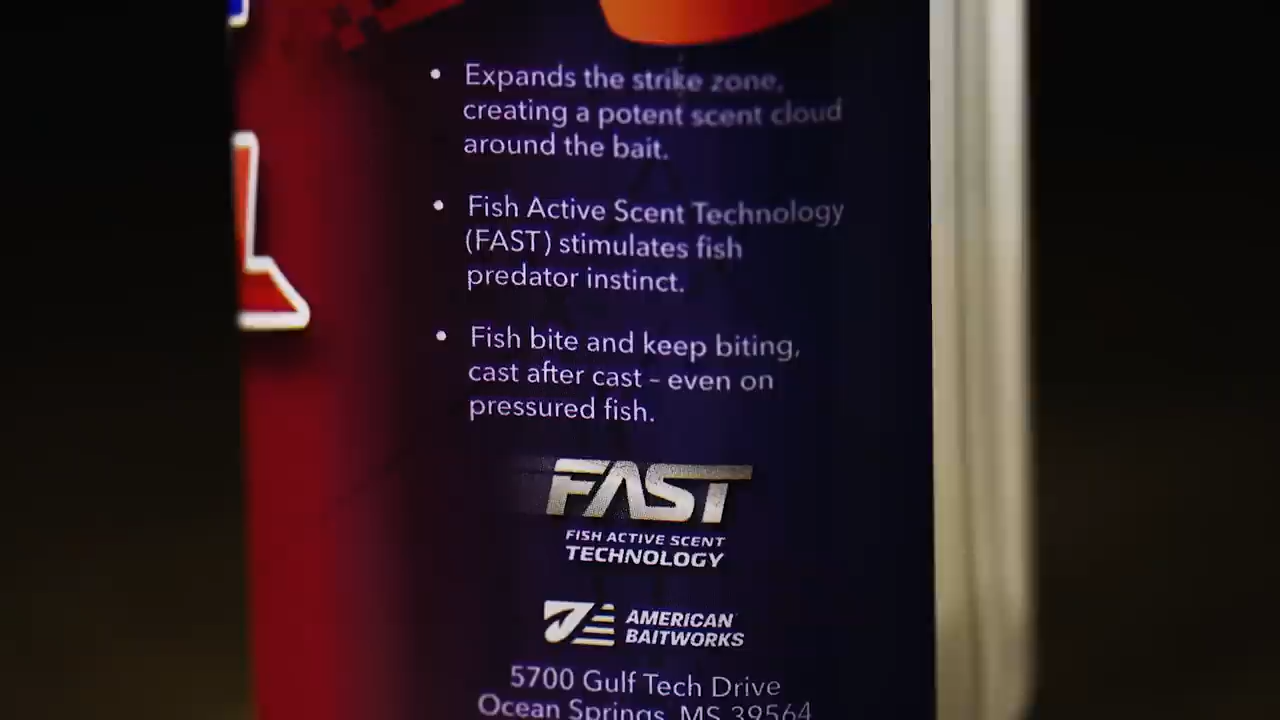 • Expands the strike zone,
creating a potent scent cloud
around the bait.
• Fish Active Scent Technology
(FAST) stimulates fish
predator instinct.
• Fish bite and keep biting,
cast after cast – even on
pressured fish.
FAST
FISH ACTIVE SCENT
TECHNOLOGY
AMERICAN
BAITWORKS
5700 Gulf Tech Drive
Ocean Springs, MS 39564